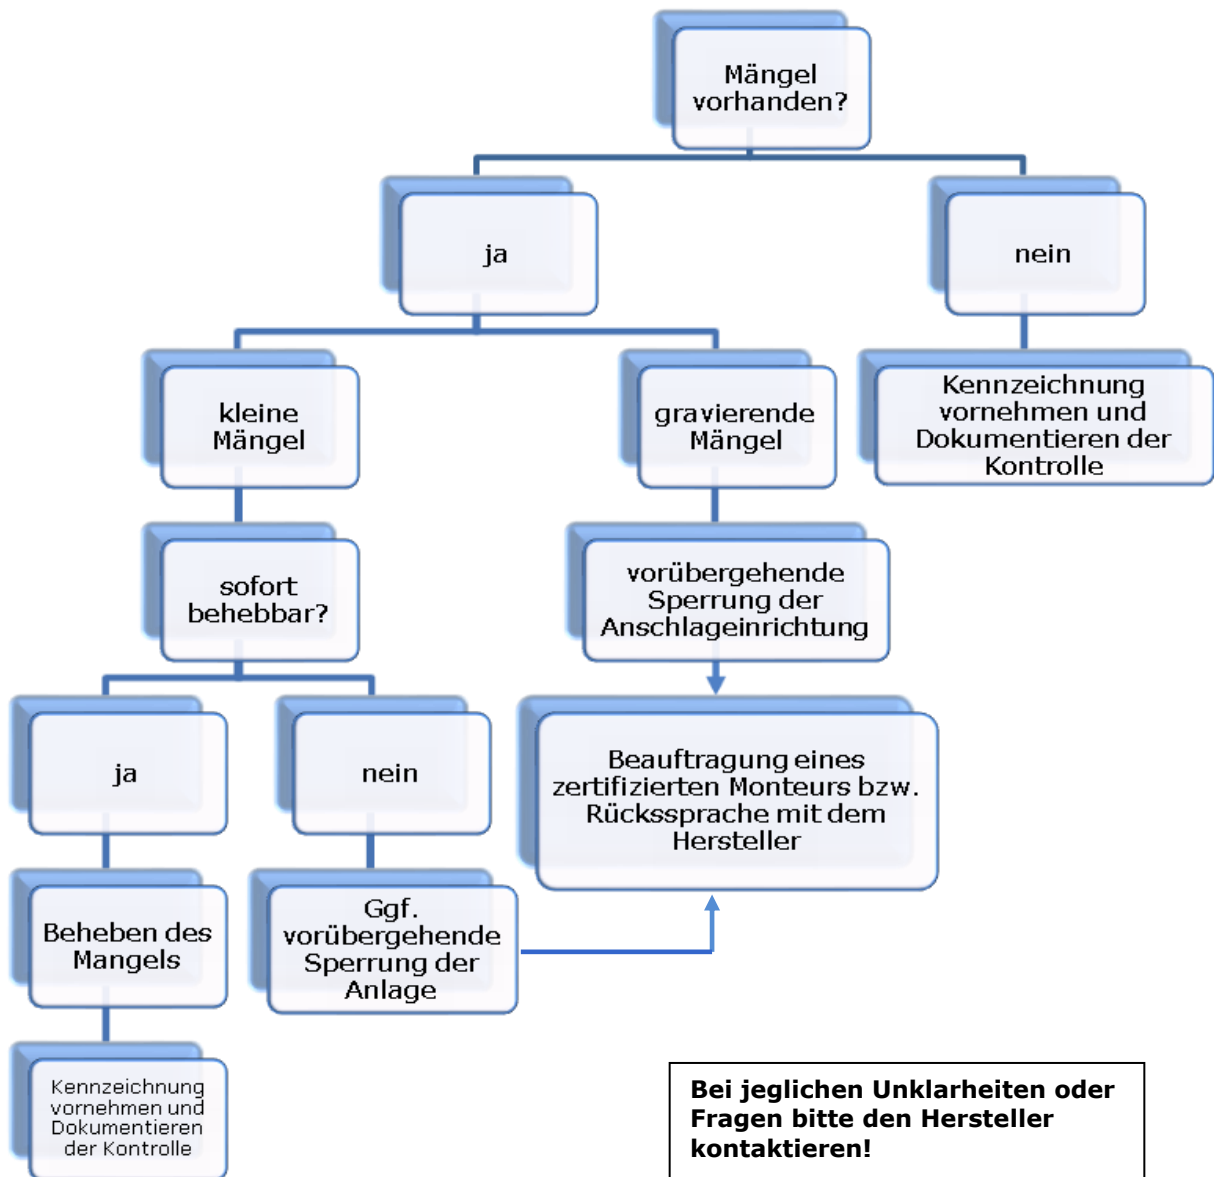 Mängel
vorhanden?
ja
nein
kleine
Mängel
gravierende
Mängel
Kennzeichnung
vornehmen und
Dokumentieren der
Kontrolle
sofort
behebbar?
vorübergehende
Sperrung der
Anschlageinrichtung
ja
nein
Beauftragung eines
zertifizierten Monteurs bzw.
Rückssprache mit dem
Hersteller
Beheben des
Mangels
Ggf.
vorübergehende
Sperrung der
Anlage
Kennzeichnung
vornehmen und
Dokumentieren
der Kontrolle
Bei jeglichen Unklarheiten oder
Fragen bitte den Hersteller
kontaktieren!